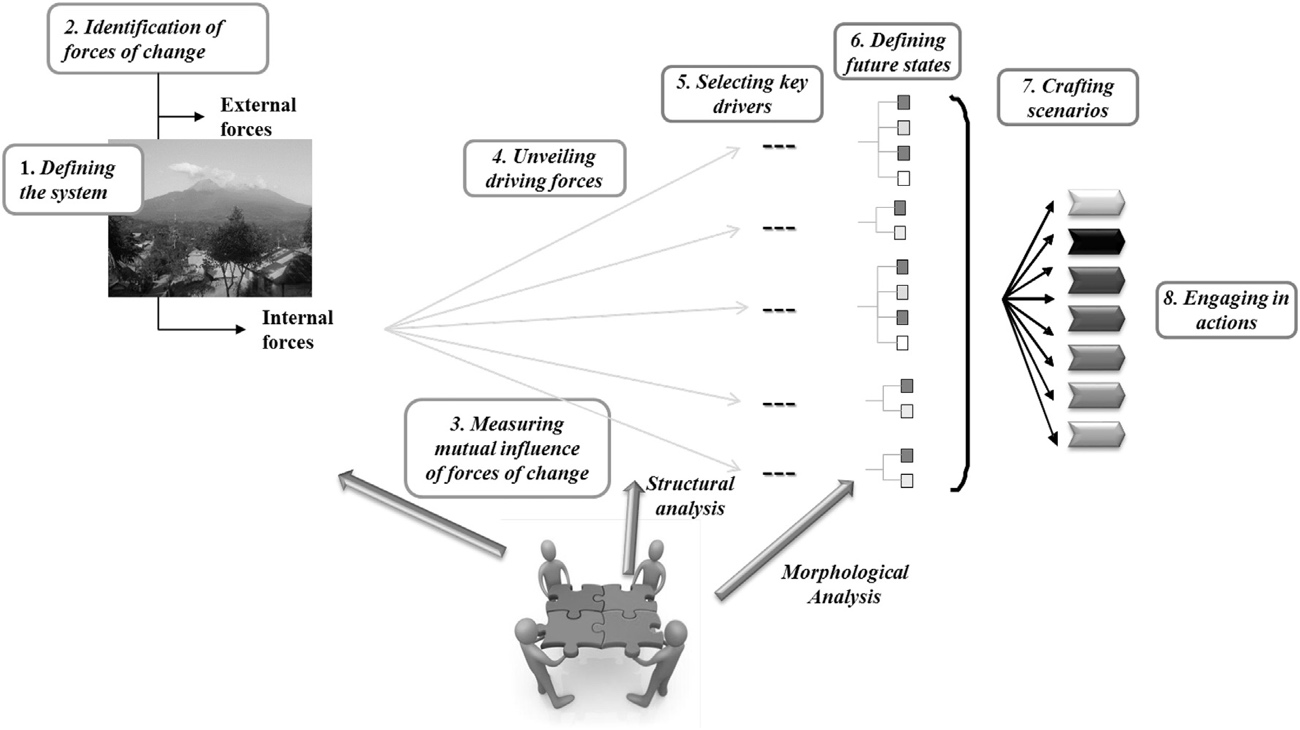 2. Identification of
forces of change
External
forces
1. Defining
the system
Internal
forces
3. Measuring
mutual influence
of forces of change
4. Unveiling
driving forces
5. Selecting key
drivers
6. Defining
future states
7. Crafting
scenarios
8. Engaging in
actions
Structural
analysis
Morphological
Analysis